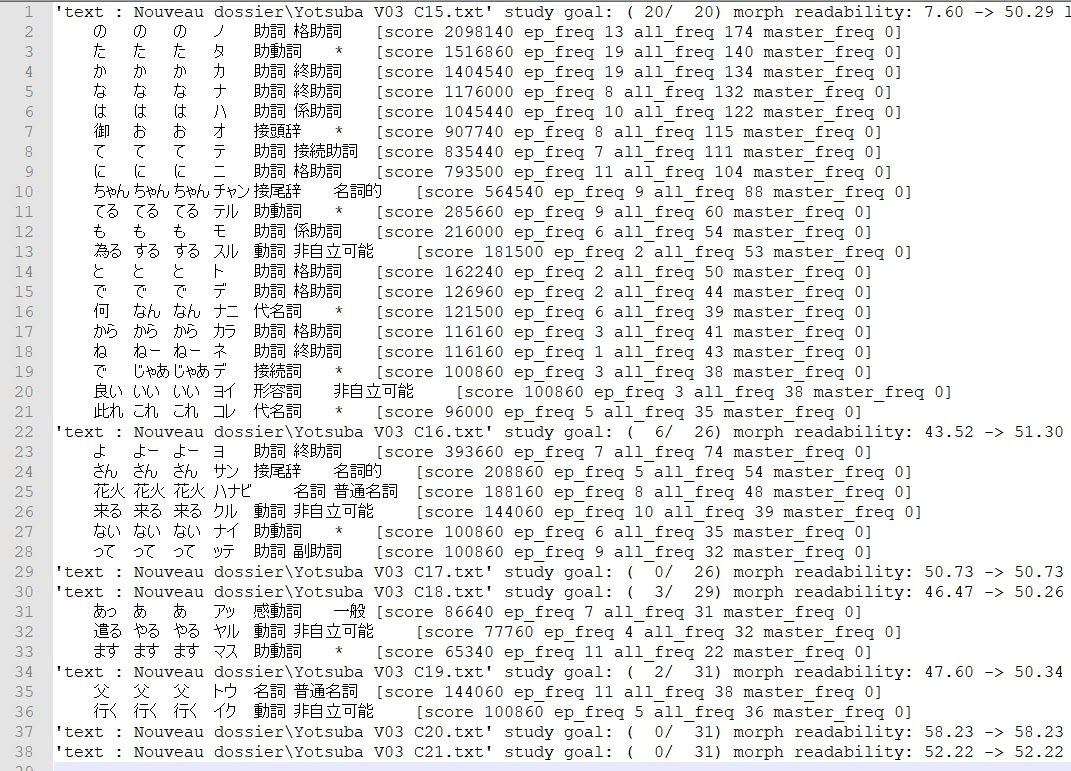 1 'text : Nouveau dossier\Yotsuba V03 C15.txt' study goal: ( 20/  20) morph readability: 7.60 -> 50.29
2 の の の ノ 助詞 格助詞 [score 2098140 ep_freq 13 all_freq 174 master_freq 0]
3 た た た タ 助動詞 * [score 1516860 ep_freq 19 all_freq 140 master_freq 0]
4 か か か カ 助詞 終助詞 [score 1404540 ep_freq 19 all_freq 134 master_freq 0]
5 な な な ナ 助詞 終助詞 [score 1176000 ep_freq 8 all_freq 132 master_freq 0]
6 は は は ハ 助詞 係助詞 [score 1045440 ep_freq 10 all_freq 122 master_freq 0]
7 御 お お オ 接頭辞 * [score 907740 ep_freq 8 all_freq 115 master_freq 0]
8 て て て テ 助詞 接続助詞 [score 835440 ep_freq 7 all_freq 111 master_freq 0]
9 に に に ニ 助詞 格助詞 [score 793500 ep_freq 11 all_freq 104 master_freq 0]
10 ちゃん ちゃん ちゃん チャン 接尾辞 名詞的 [score 564540 ep_freq 9 all_freq 88 master_freq 0]
11 てる てる てる テル 助動詞 * [score 285660 ep_freq 9 all_freq 60 master_freq 0]
12 も も も モ 助詞 係助詞 [score 216000 ep_freq 6 all_freq 54 master_freq 0]
13 為る する する スル 動詞 非自立可能 [score 181500 ep_freq 2 all_freq 53 master_freq 0]
14 と と と ト 助詞 格助詞 [score 162240 ep_freq 2 all_freq 50 master_freq 0]
15 で で で デ 助詞 格助詞 [score 126960 ep_freq 2 all_freq 44 master_freq 0]
16 何 なん なん ナニ 代名詞 * [score 121500 ep_freq 6 all_freq 39 master_freq 0]
17 から から から カラ 助詞 格助詞 [score 116160 ep_freq 3 all_freq 41 master_freq 0]
18 ね ねー ねー ネ 助詞 終助詞 [score 116160 ep_freq 1 all_freq 43 master_freq 0]
19 で じゃあ じゃあ デ 接続詞 * [score 100860 ep_freq 3 all_freq 38 master_freq 0]
20 良い いい いい ヨイ 形容詞 非自立可能 [score 100860 ep_freq 3 all_freq 38 master_freq 0]
21 此れ これ これ コレ 代名詞 * [score 96000 ep_freq 5 all_freq 35 master_freq 0]
22 'text : Nouveau dossier\Yotsuba V03 C16.txt' study goal: (  6/  26) morph readability: 43.52 -> 51.30
23 よ よー よー ヨ 助詞 終助詞 [score 393660 ep_freq 7 all_freq 74 master_freq 0]
24 さん さん さん サン 接尾辞 名詞的 [score 208860 ep_freq 5 all_freq 54 master_freq 0]
25 花火 花火 花火 ハナビ 名詞 普通名詞 [score 188160 ep_freq 8 all_freq 48 master_freq 0]
26 来る 来る 来る クル 動詞 非自立可能 [score 144060 ep_freq 10 all_freq 39 master_freq 0]
27 ない ない ない ナイ 助動詞 * [score 100860 ep_freq 6 all_freq 35 master_freq 0]
28 って って って ッテ 助詞 副助詞 [score 100860 ep_freq 9 all_freq 32 master_freq 0]
29 'text : Nouveau dossier\Yotsuba V03 C17.txt' study goal: (  0/  26) morph readability: 50.73 -> 50.73
30 'text : Nouveau dossier\Yotsuba V03 C18.txt' study goal: (  3/  29) morph readability: 46.47 -> 50.26
31 あっ あ あ アッ 感動詞 一般 [score 86640 ep_freq 7 all_freq 31 master_freq 0]
32 遣る やる やる ヤル 動詞 非自立可能 [score 77760 ep_freq 4 all_freq 32 master_freq 0]
33 ます ます ます マス 助動詞 * [score 65340 ep_freq 11 all_freq 22 master_freq 0]
34 'text : Nouveau dossier\Yotsuba V03 C19.txt' study goal: (  2/  31) morph readability: 47.60 -> 50.34
35 父 父 父 トウ 名詞 普通名詞 [score 144060 ep_freq 11 all_freq 38 master_freq 0]
36 行く 行く 行く イク 動詞 非自立可能 [score 100860 ep_freq 5 all_freq 36 master_freq 0]
37 'text : Nouveau dossier\Yotsuba V03 C20.txt' study goal: (  0/  31) morph readability: 58.23 -> 58.23
38 'text : Nouveau dossier\Yotsuba V03 C21.txt' study goal: (  0/  31) morph readability: 52.22 -> 52.22